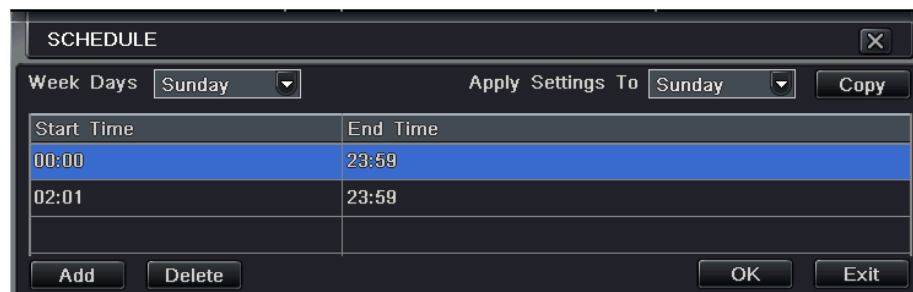 SCHEDULE
Week Days Sunday Apply Settings To Sunday Copy
Start Time End Time
00:00 23:59
02:01 23:59
Add Delete OK Exit